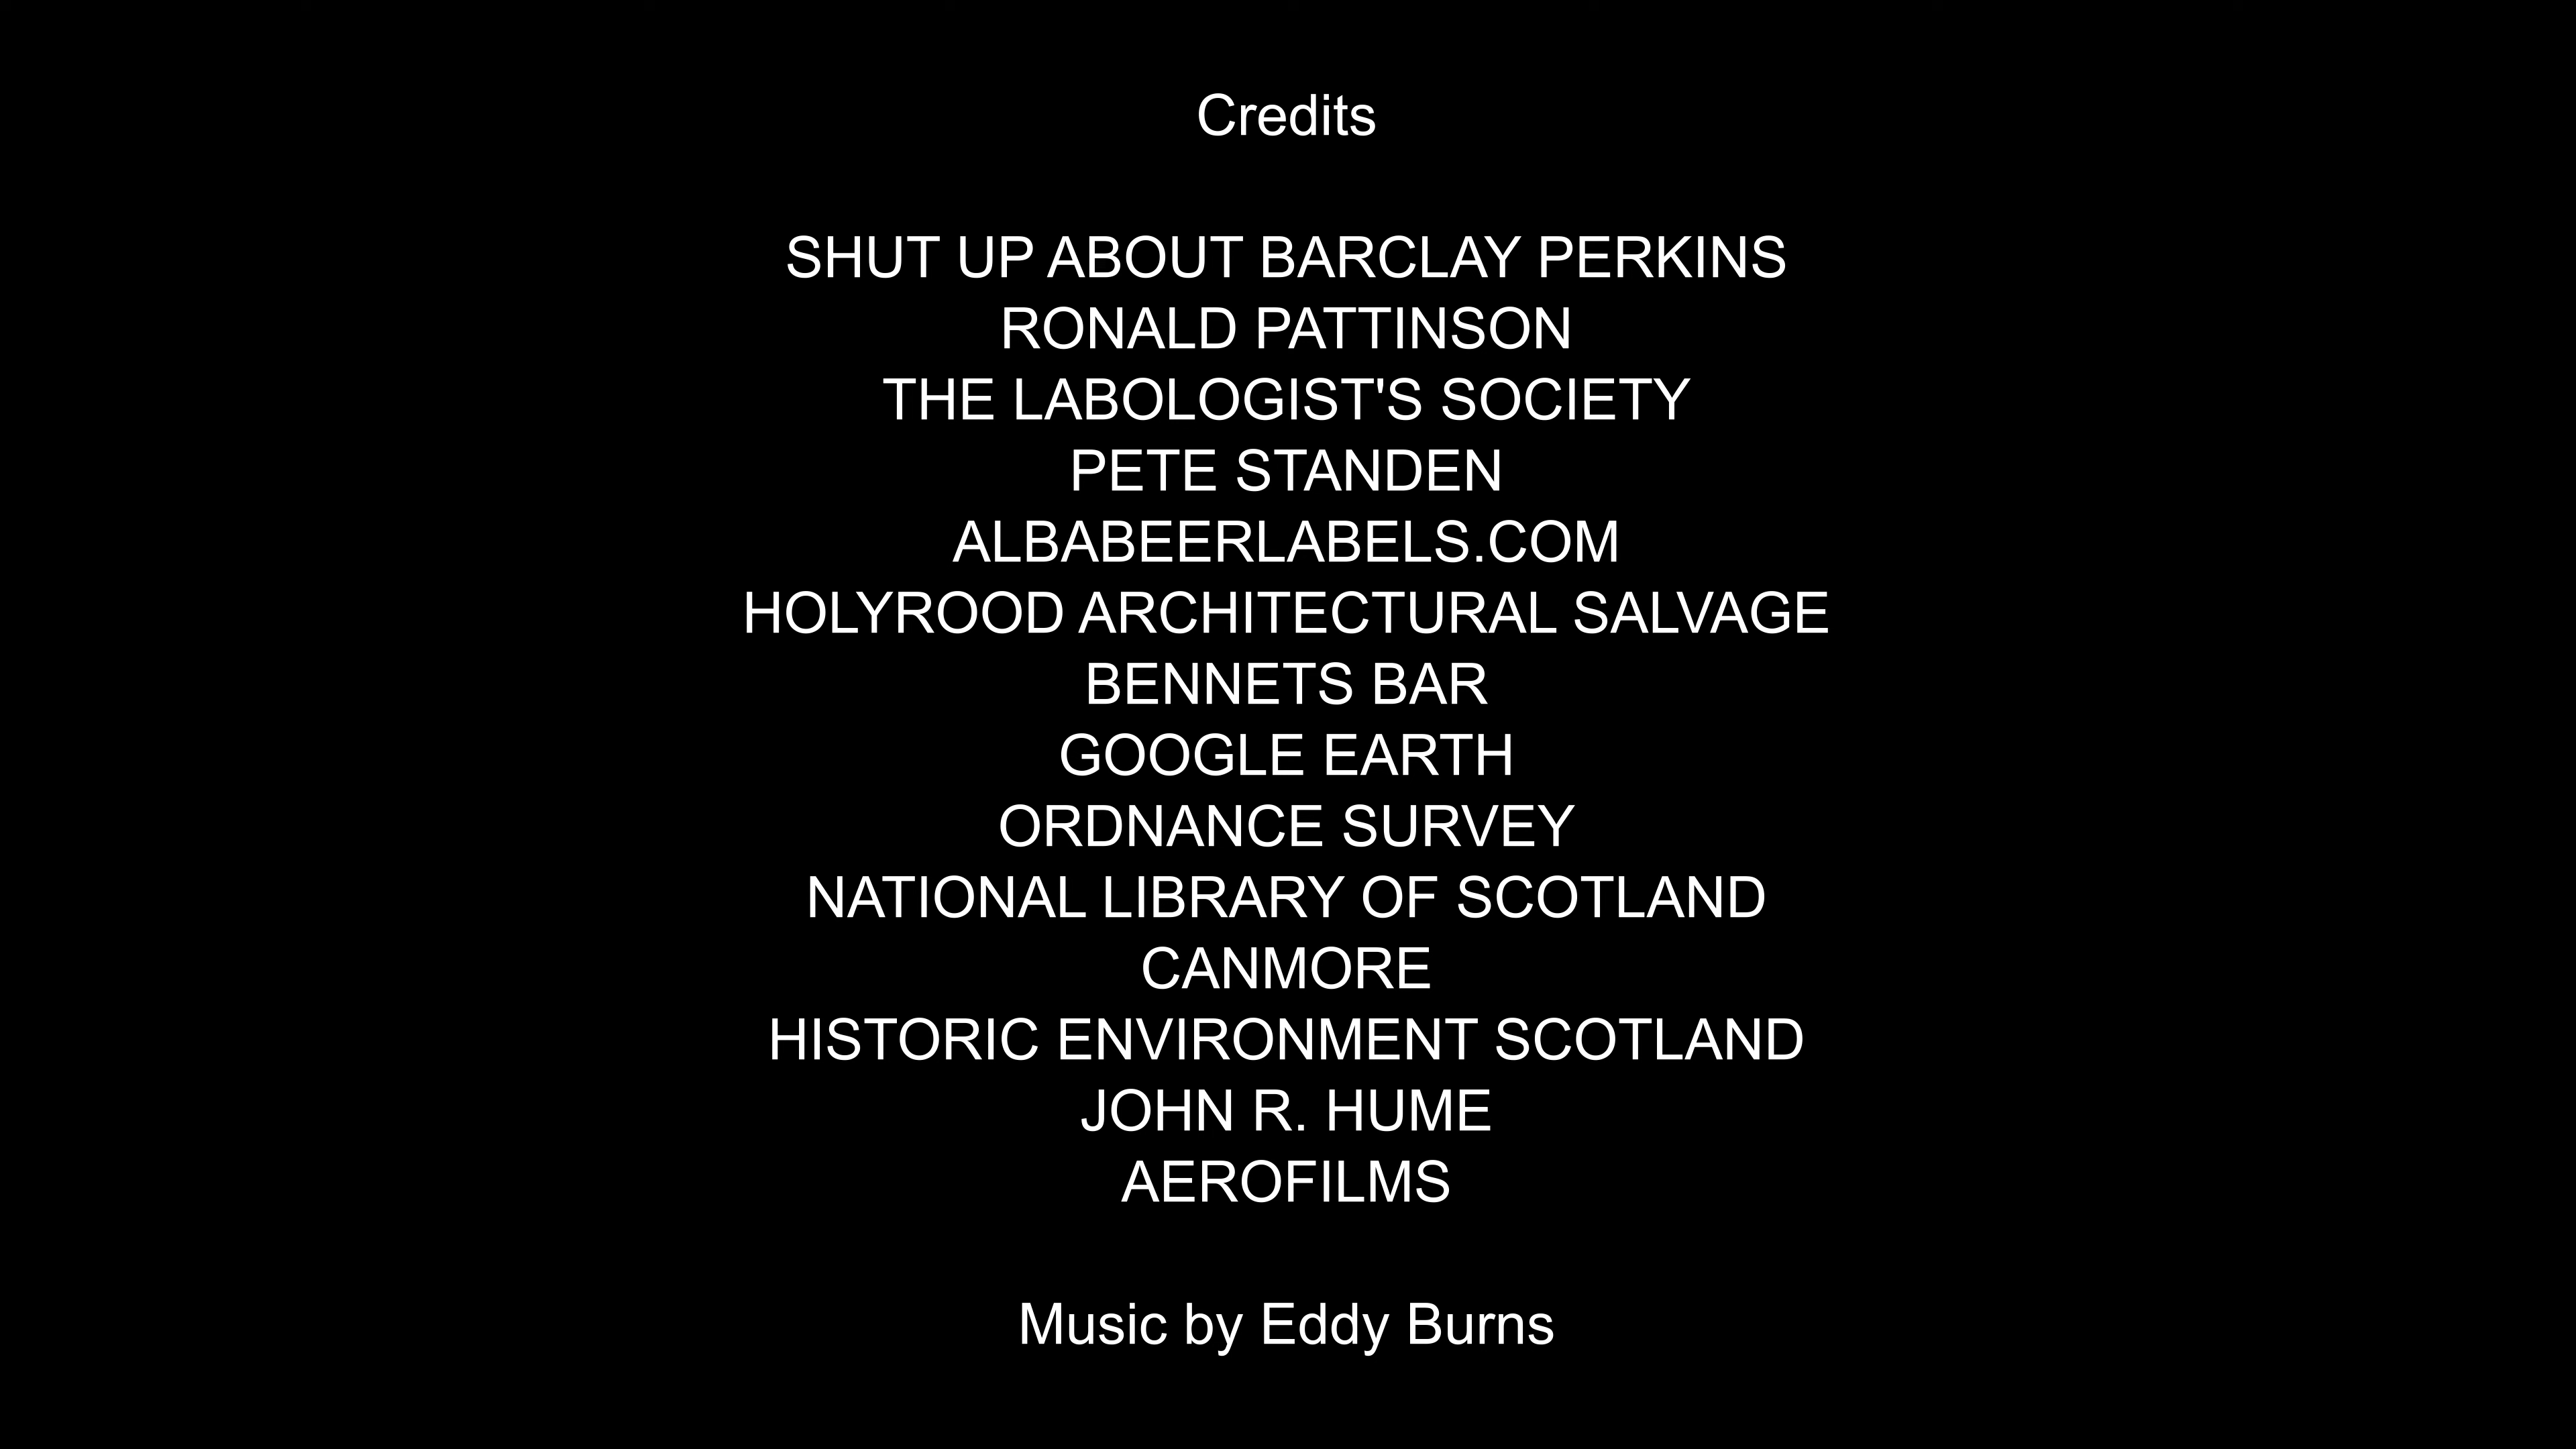 Credits
SHUT UP ABOUT BARCLAY PERKINS
RONALD PATTINSON
THE LABOLOGIST'S SOCIETY
PETE STANDEN
ALBABEERLABELS.COM
HOLYROOD ARCHITECTURAL SALVAGE
BENNETS BAR
GOOGLE EARTH
ORDNANCE SURVEY
NATIONAL LIBRARY OF SCOTLAND
CANMORE
HISTORIC ENVIRONMENT SCOTLAND
JOHN R. HUME
AEROFILMS
Music by Eddy Burns